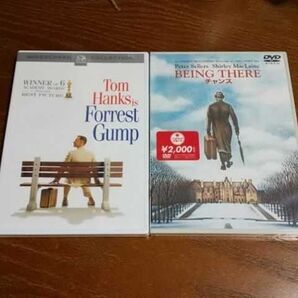 WIDESCREEN COLLECTION
WINNER OF 6
ACADEMY AWARDS
BEST PICTURE
Tom
Hanks is
Forrest
Gump
DVD
Peter Sellers Shirley MacLaine
BEING THERE
チャンス
¥2,000